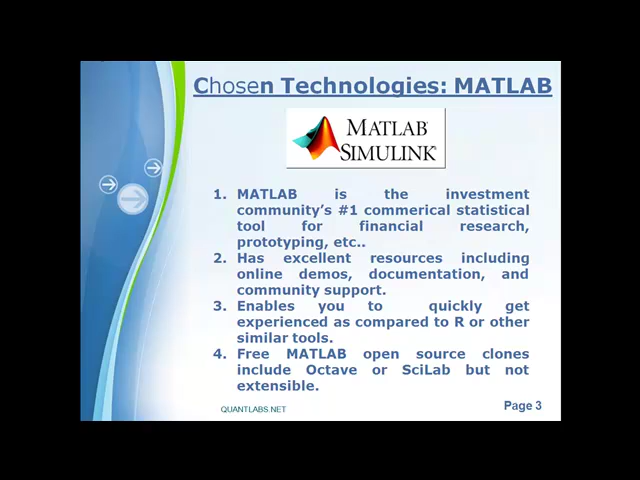 Chosen Technologies: MATLAB
MATLAB
SIMULINK
1. MATLAB is the investment
community's #1 commerical statistical
tool for financial research,
prototyping, etc..
2. Has excellent resources including
online demos, documentation, and
community support.
3. Enables you to quickly get
experienced as compared to R or other
similar tools.
4. Free MATLAB open source clones
include Octave or SciLab but not
extensible.
QUANTLABS.NET
Page 3